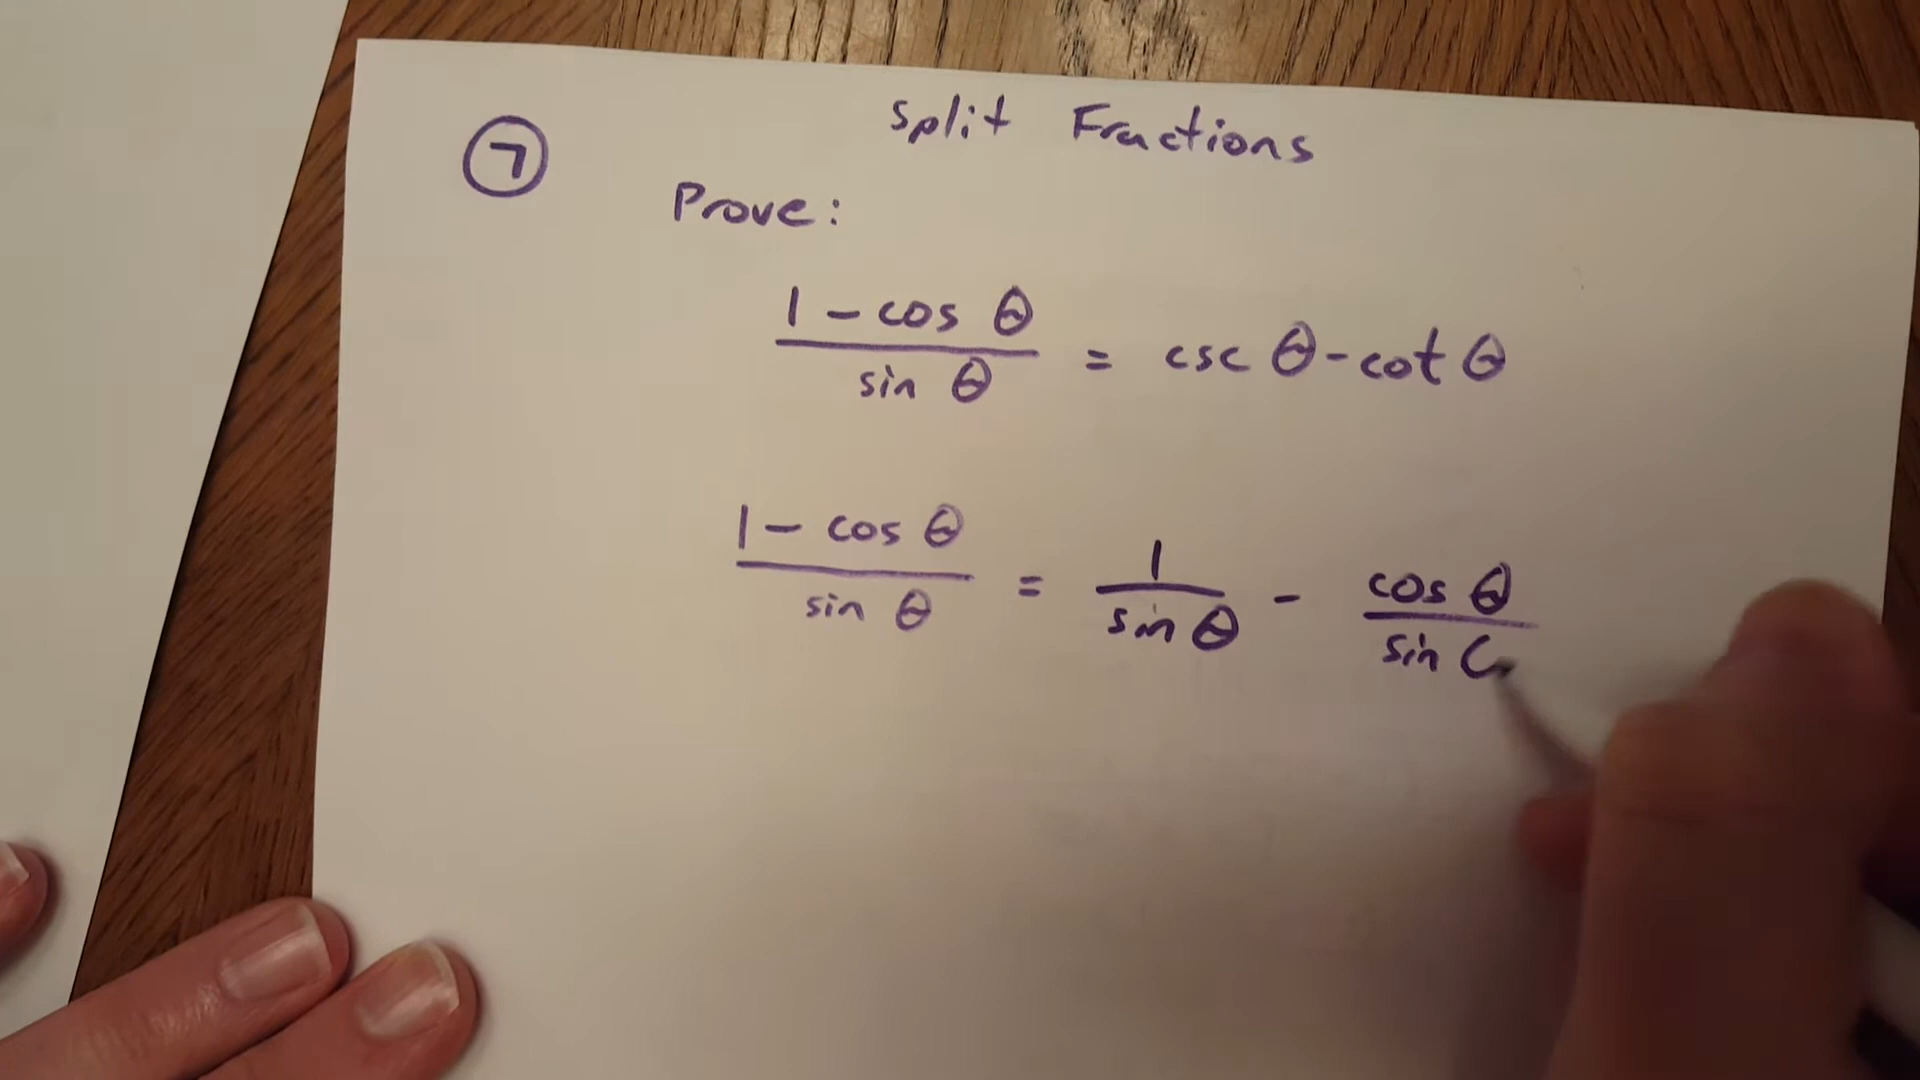 Split Fractions
7
Prove:
1 - cos θ
sin θ
= csc θ - cot θ
1 - cos θ
sin θ
=
1
sin θ
-
cos θ
sin